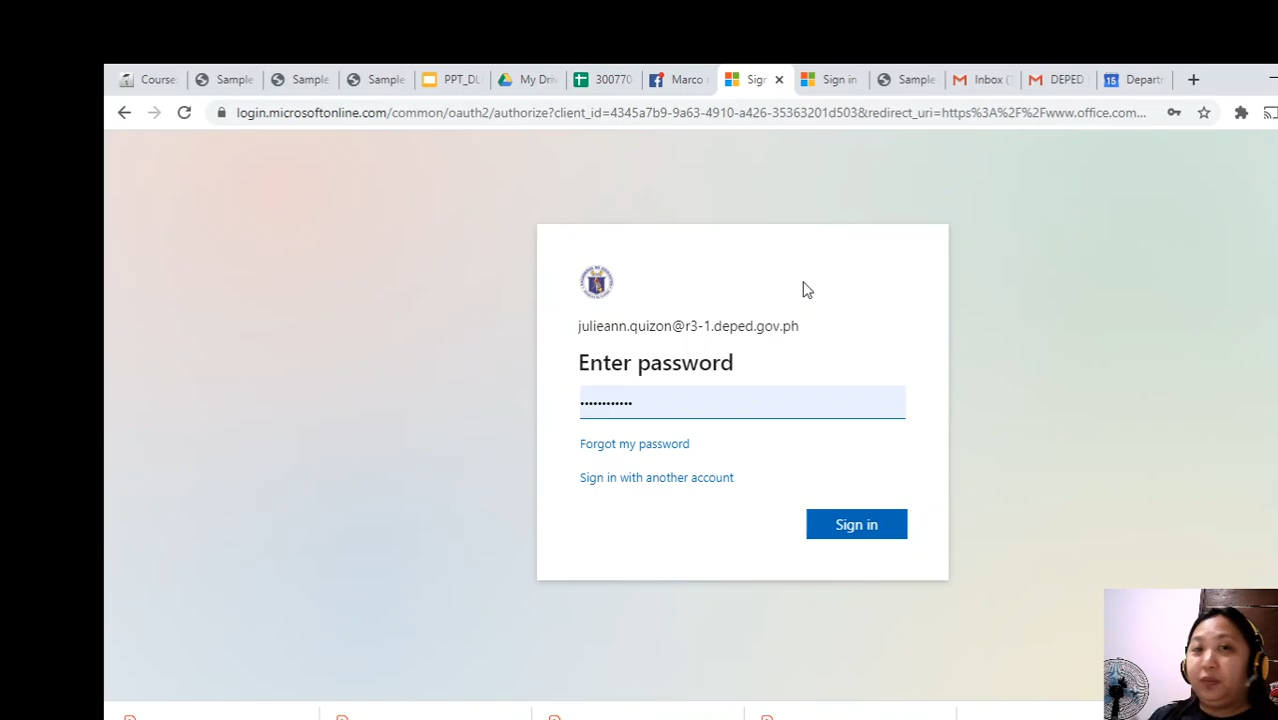 Course
Sample
Sample
Sample
PPT_DL
My Driv
300770
Marco
Sign
Sign in
Sample
Inbox (
DEPED
15
Depart
login.microsoftonline.com/common/oauth2/authorize?client_id=4345a7b9-9a63-4910-a426-35363201d503&redirect_uri=https%3A%2F%2Fwww.office.com...
julieann.quizon@r3-1.deped.gov.ph
Enter password
••••••••••••
Forgot my password
Sign in with another account
Sign in